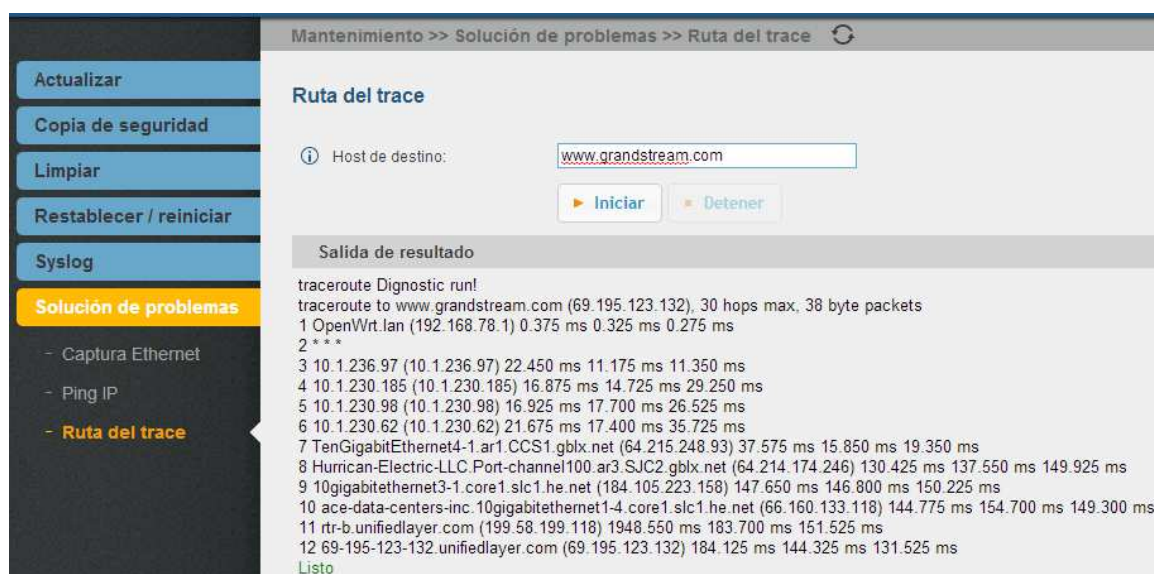 Mantenimiento >> Solución de problemas >> Ruta del trace
Actualizar
Copia de seguridad
Limpiar
Restablecer / reiniciar
Syslog
Solución de problemas
- Captura Ethernet
- Ping IP
- Ruta del trace
Ruta del trace
Host de destino:
www.grandstream.com
Iniciar
Detener
Salida de resultado
traceroute Dignostic run!
traceroute to www.grandstream.com (69.195.123.132), 30 hops max, 38 byte packets
1 OpenWrt.lan (192.168.78.1) 0.375 ms 0.325 ms 0.275 ms
2 * * *
3 10.1.236.97 (10.1.236.97) 22.450 ms 11.175 ms 11.350 ms
4 10.1.230.185 (10.1.230.185) 16.875 ms 14.725 ms 29.250 ms
5 10.1.230.98 (10.1.230.98) 16.925 ms 17.700 ms 26.525 ms
6 10.1.230.62 (10.1.230.62) 21.675 ms 17.400 ms 35.725 ms
7 TenGigabitEthernet4-1.ar1.CCS1.gblx.net (64.215.248.93) 37.575 ms 15.850 ms 19.350 ms
8 Hurrican-Electric-LLC.Port-channel100.ar3.SJC2.gblx.net (64.214.174.246) 130.425 ms 137.550 ms 149.925 ms
9 10gigabitethernet3-1.core1.slc1.he.net (184.105.223.158) 147.650 ms 146.800 ms 150.225 ms
10 ace-data-centers-inc.10gigabitethernet1-4.core1.slc1.he.net (66.160.133.118) 144.775 ms 154.700 ms 149.300 ms
11 rtr-b.unifiedlayer.com (199.58.199.118) 1948.550 ms 183.700 ms 151.525 ms
12 69-195-123-132.unifiedlayer.com (69.195.123.132) 184.125 ms 144.325 ms 131.525 ms
Listo